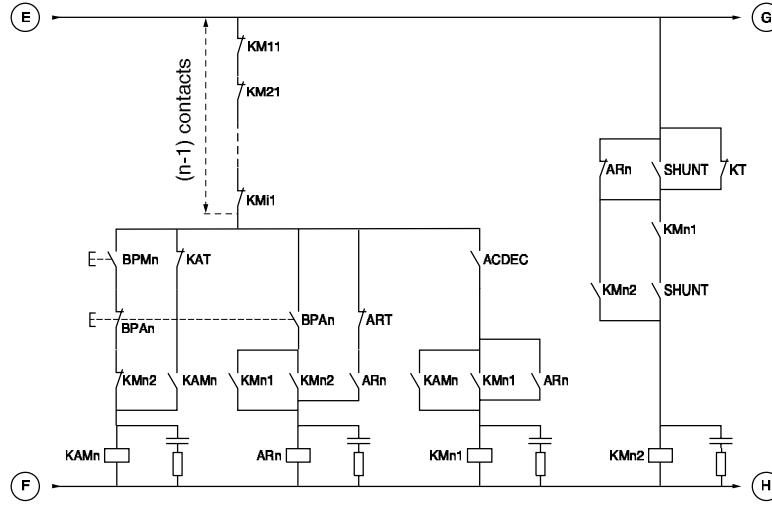 E
G
KM11
KM21
(n-1) contacts
ARn
SHUNT
KT
KMi1
KMn1
BPMn
KAT
ACDEC
KMn2
SHUNT
BPAn
BPAn
ART
KMn2
KAMn
KMn1
KMn2
ARn
KAMn
KMn1
ARn
KAMn
ARn
KMn1
KMn2
F
H